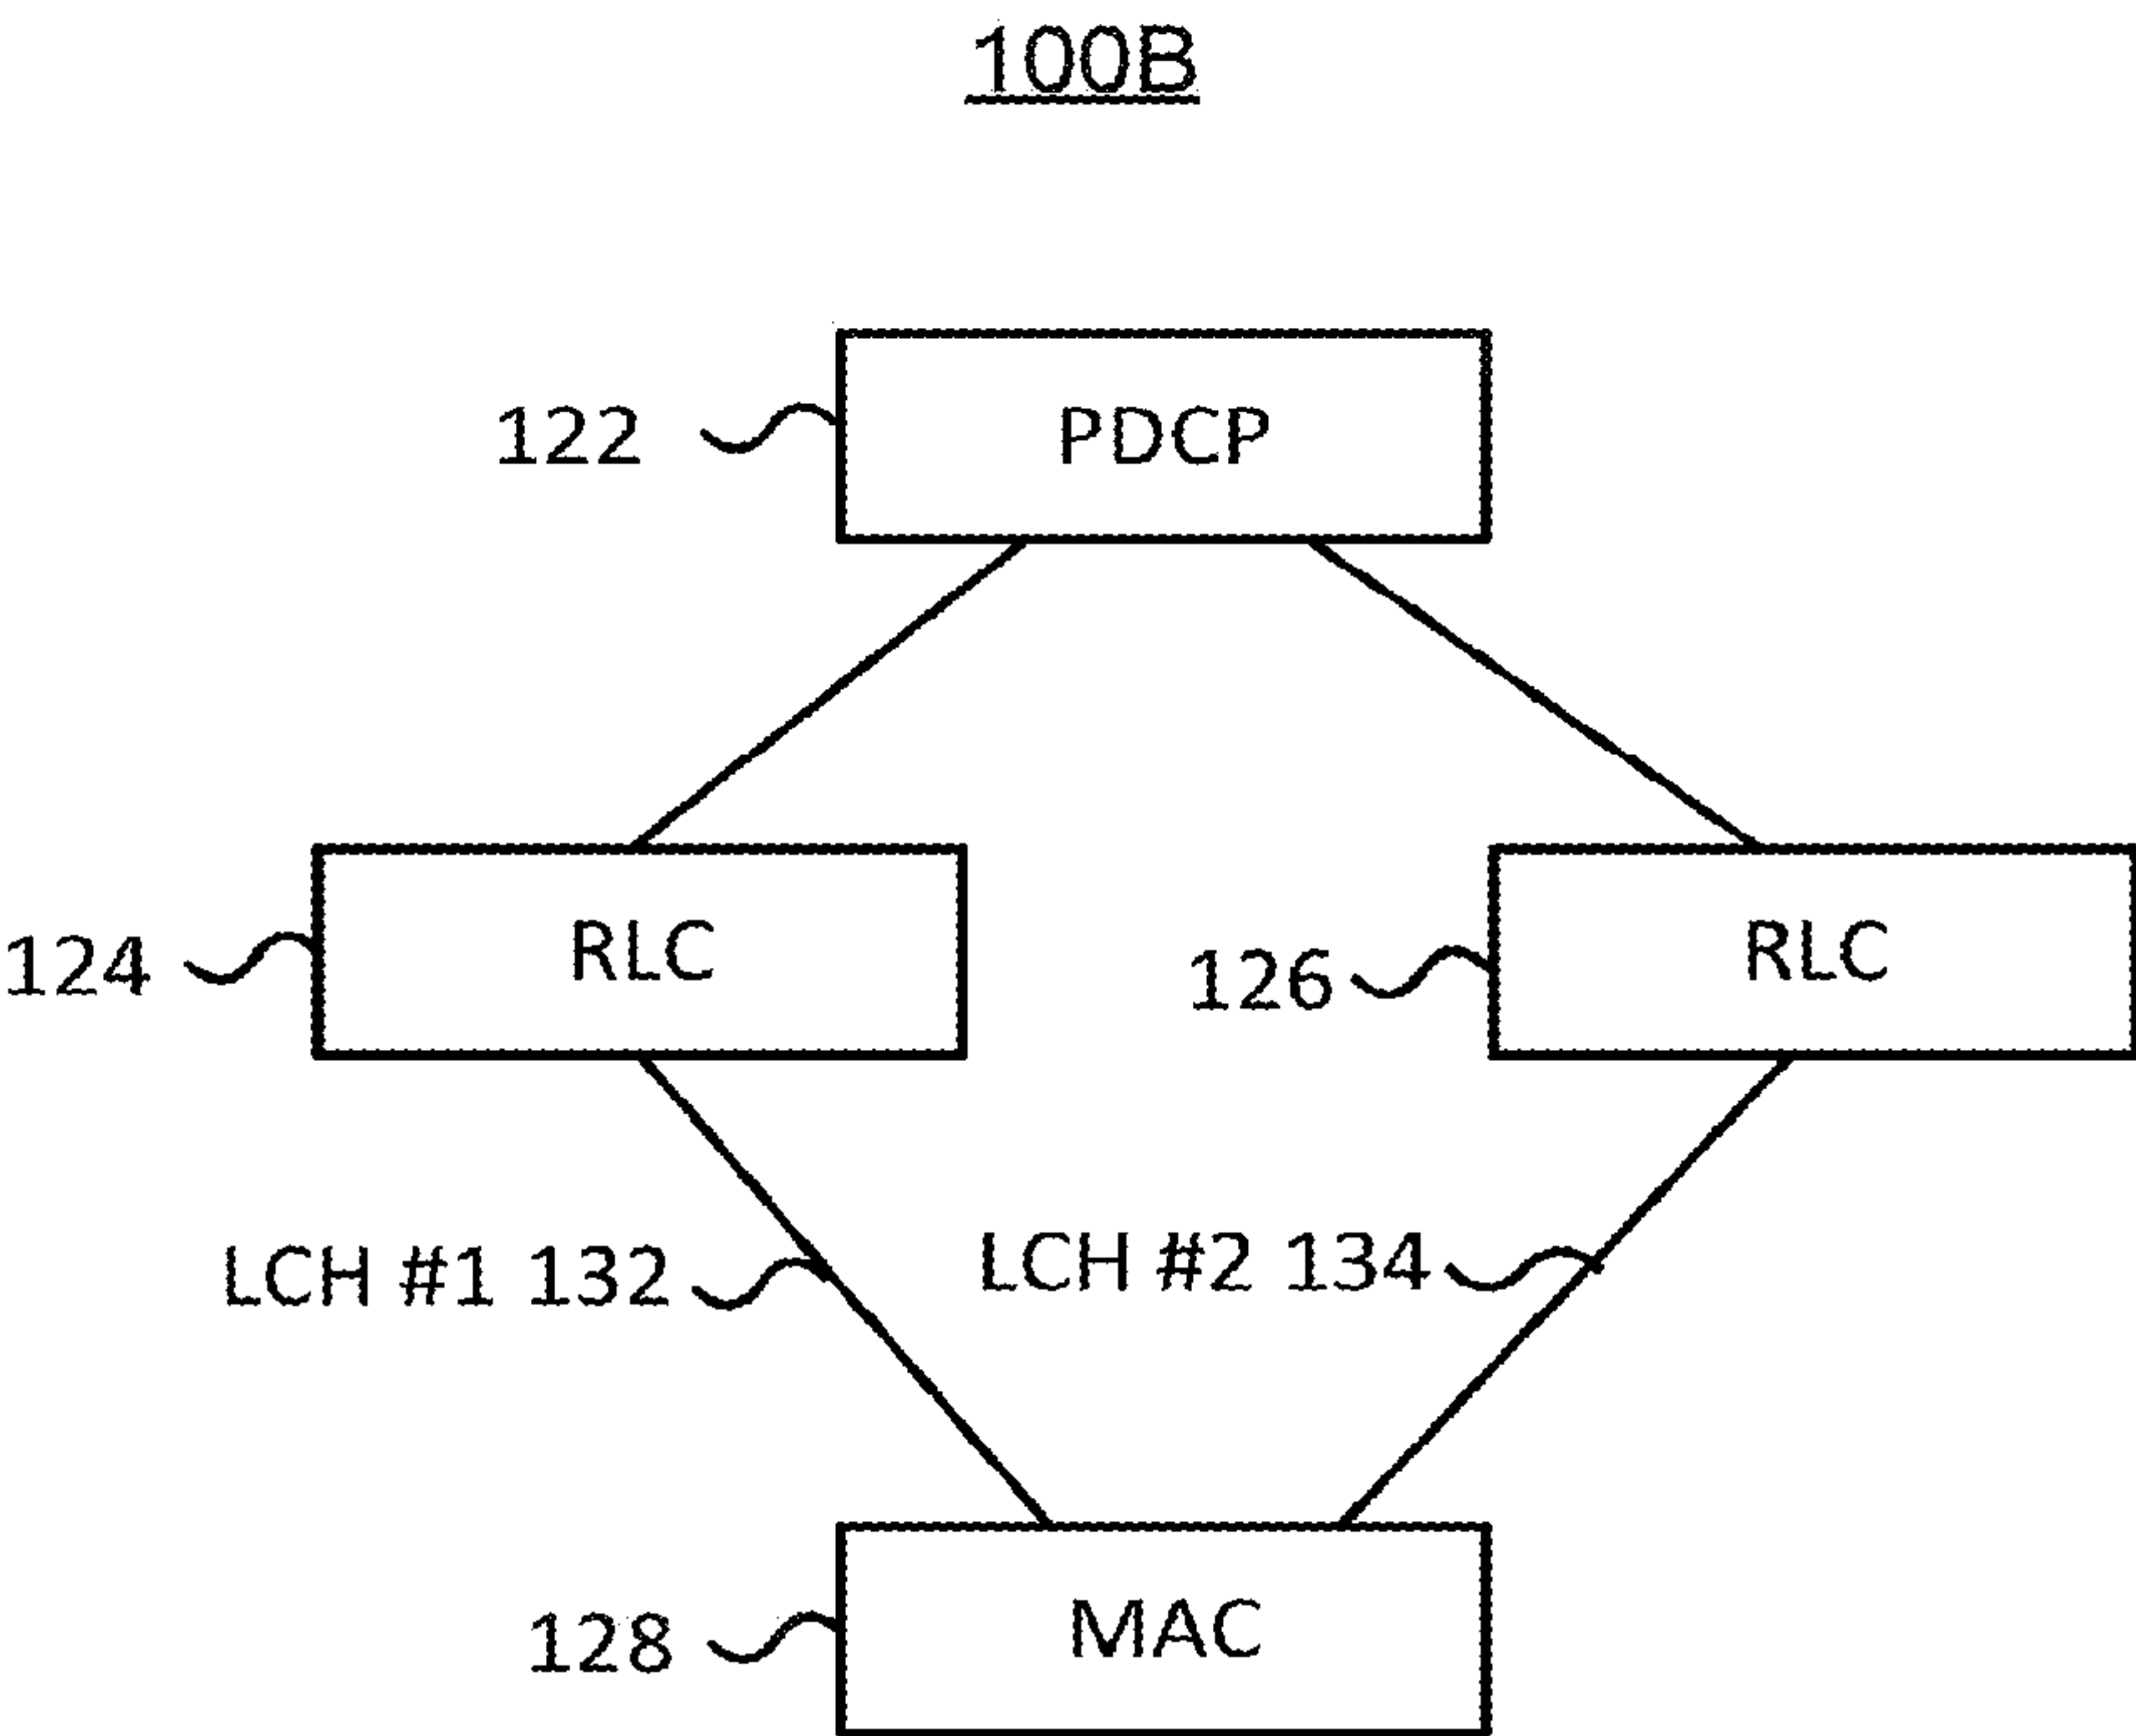 100B
122 PDCP
124 RLC 126 RLC
LCH #1 132 LCH #2 134
128 MAC